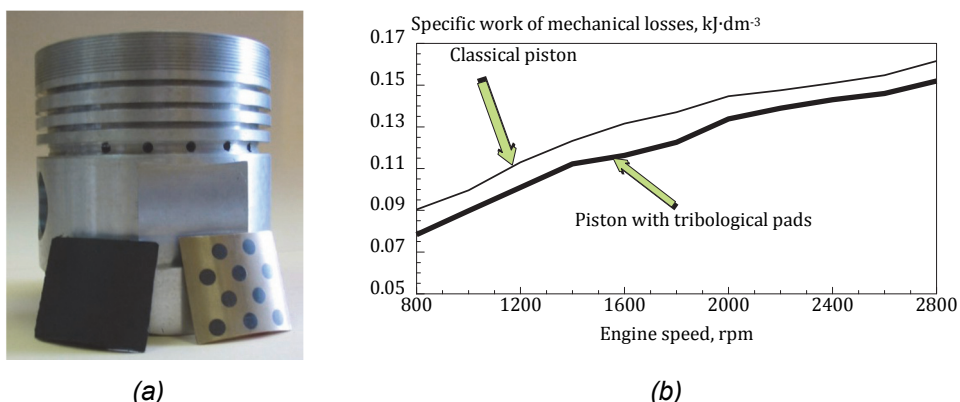 Specific work of mechanical losses, kJ·dm⁻³
0.17
Classical piston
0.15
0.13
0.11
0.09
Piston with tribological pads
0.07
0.05
800 1200 1600 2000 2400 2800
Engine speed, rpm
(a) (b)